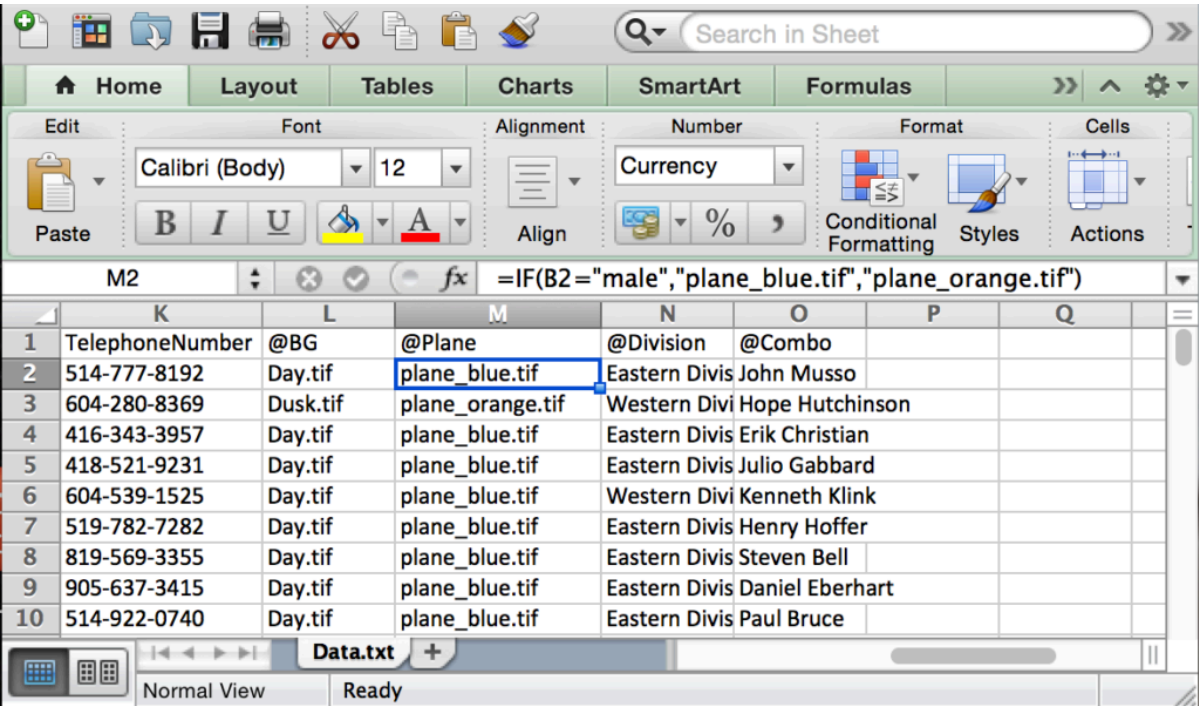 Search in Sheet
Home Layout Tables Charts SmartArt Formulas
Edit Font Alignment Number Format Cells
Calibri (Body) 12 Currency
B I U A %
Paste Align Conditional Formatting Styles Actions
M2 fx =IF(B2="male","plane_blue.tif","plane_orange.tif")
K L M N O P Q
1 TelephoneNumber @BG @Plane @Division @Combo
2 514-777-8192 Day.tif plane_blue.tif Eastern Divis John Musso
3 604-280-8369 Dusk.tif plane_orange.tif Western Divi Hope Hutchinson
4 416-343-3957 Day.tif plane_blue.tif Eastern Divis Erik Christian
5 418-521-9231 Day.tif plane_blue.tif Eastern Divis Julio Gabbard
6 604-539-1525 Day.tif plane_blue.tif Western Divi Kenneth Klink
7 519-782-7282 Day.tif plane_blue.tif Eastern Divis Henry Hoffer
8 819-569-3355 Day.tif plane_blue.tif Eastern Divis Steven Bell
9 905-637-3415 Day.tif plane_blue.tif Eastern Divis Daniel Eberhart
10 514-922-0740 Day.tif plane_blue.tif Eastern Divis Paul Bruce
Data.txt
Normal View Ready